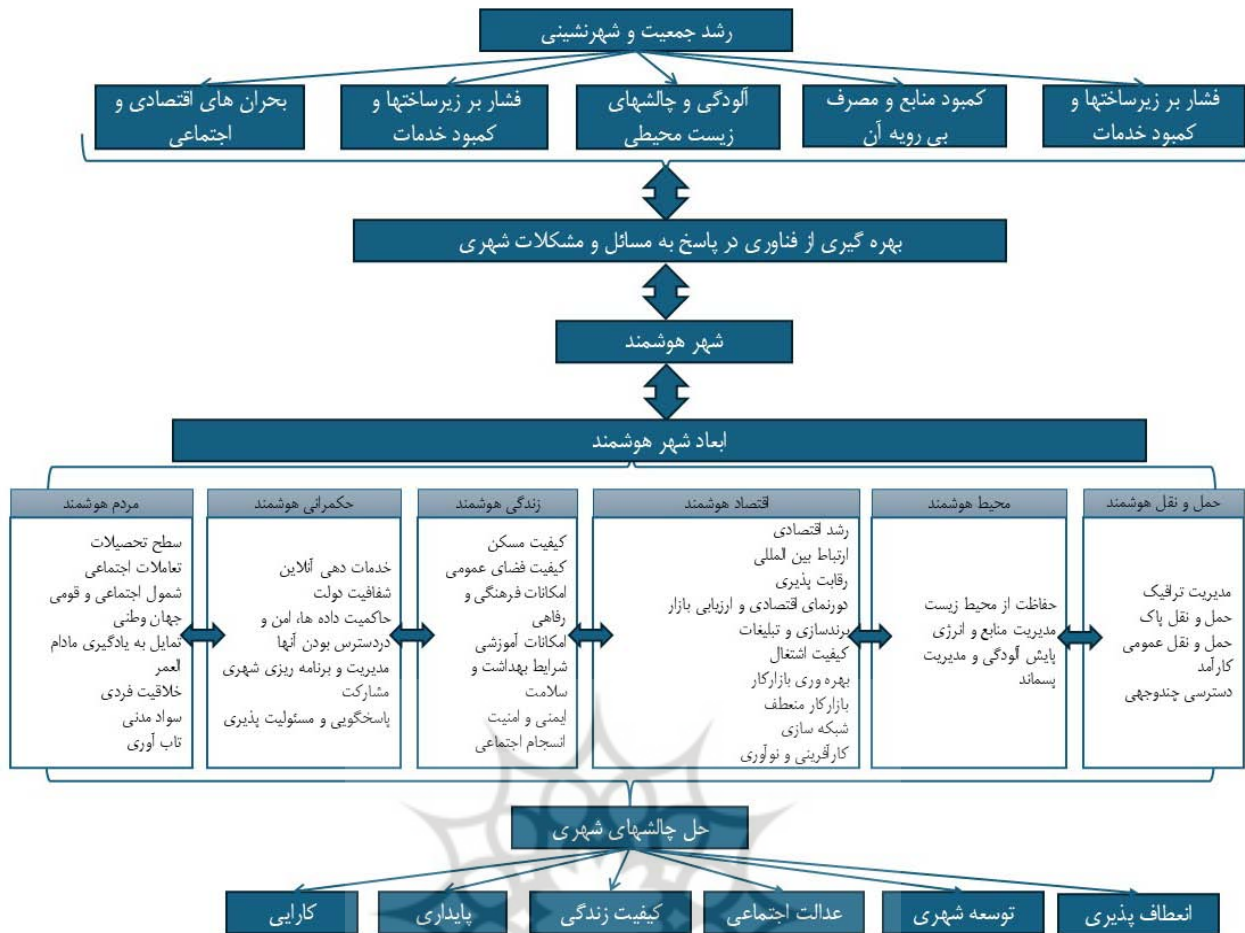 رشد جمعیت و شهرنشینی
فشار بر زیرساختها و
کمبود خدمات
کمبود منابع و مصرف
بی رویه آن
آلودگی و چالشهای
زیست محیطی
فشار بر زیرساختها و
کمبود خدمات
بحران های اقتصادی و
اجتماعی
بهره گیری از فناوری در پاسخ به مسائل و مشکلات شهری
شهر هوشمند
ابعاد شهر هوشمند
حمل و نقل هوشمند
مدیریت ترافیک
حمل و نقل پاک
حمل و نقل عمومی
کارآمد
دسترسی چندوجهی
محیط هوشمند
حفاظت از محیط زیست
مدیریت منابع و انرژی
پایش آلودگی و مدیریت
پسماند
اقتصاد هوشمند
رشد اقتصادی
ارتباط بین المللی
رقابت پذیری
دورنمای اقتصادی و ارزیابی بازار
برندسازی و تبلیغات
کیفیت اشتغال
بهره وری بازارکار
بازارکار منعطف
شبکه سازی
کارآفرینی و نوآوری
زندگی هوشمند
کیفیت مسکن
کیفیت فضای عمومی
امکانات فرهنگی و
رفاهی
امکانات آموزشی
شرایط بهداشت و
سلامت
ایمنی و امنیت
انسجام اجتماعی
حکمرانی هوشمند
خدمات دهی آنلاین
شفافیت دولت
حاکمیت داده ها، امن و
دردسترس بودن آنها
مدیریت و برنامه ریزی شهری
مشارکت
پاسخگویی و مسئولیت پذیری
مردم هوشمند
سطح تحصیلات
تعاملات اجتماعی
شمول اجتماعی و قومی
جهان وطنی
تمایل به یادگیری مادام
العمر
خلاقیت فردی
سواد مدنی
تاب آوری
حل چالشهای شهری
انعطاف پذیری
توسعه شهری
عدالت اجتماعی
کیفیت زندگی
پایداری
کارایی